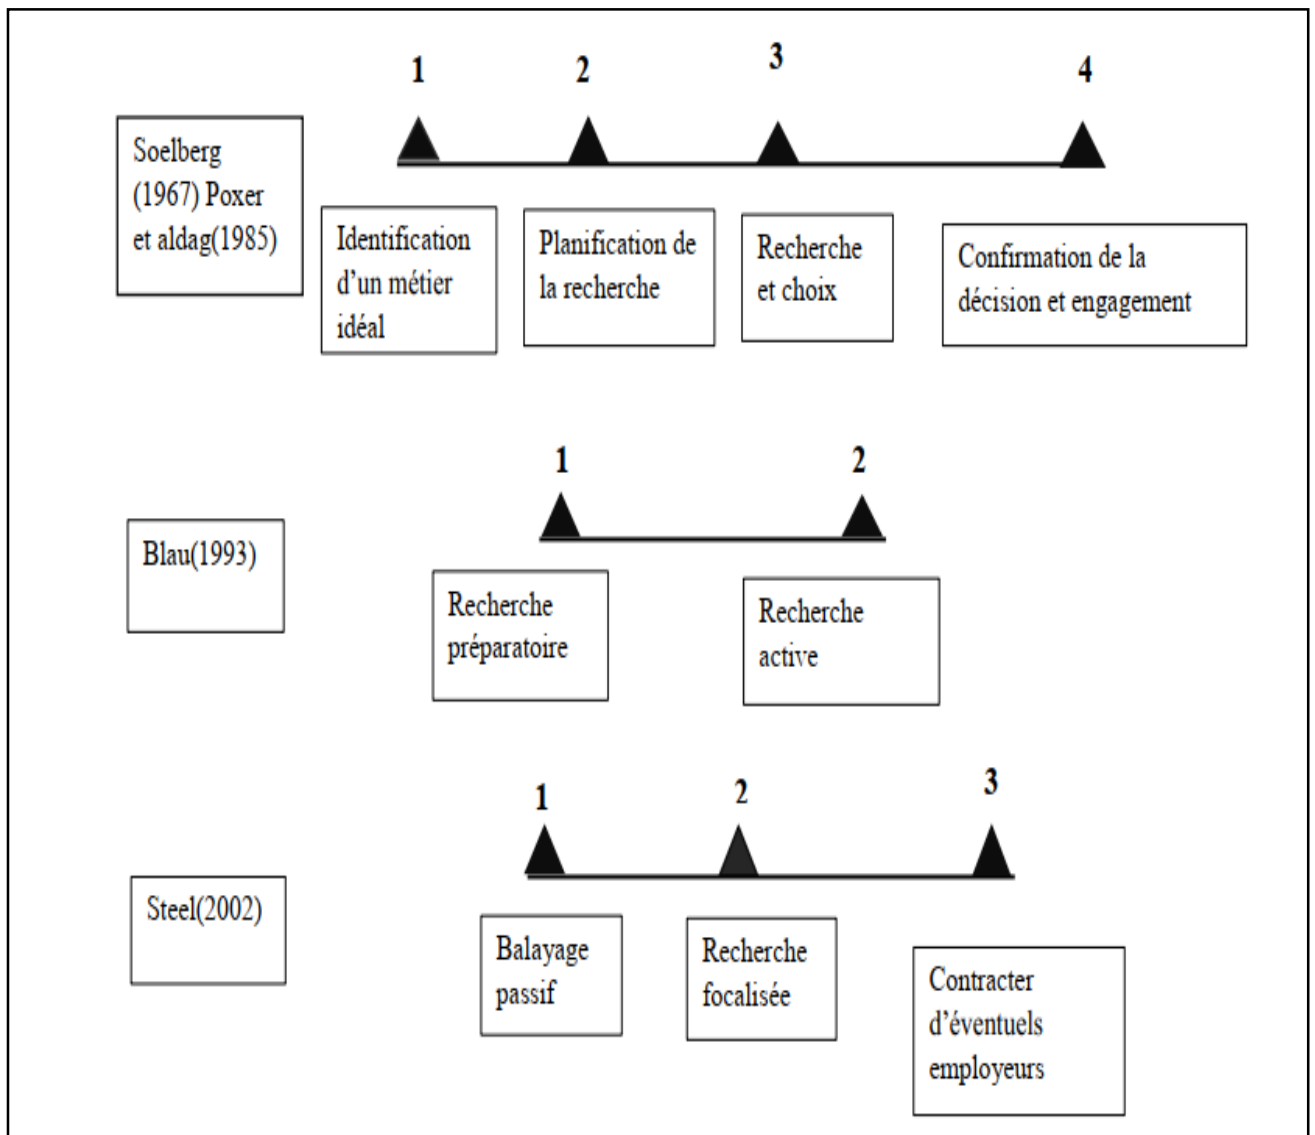 1
2
3
4
Soelberg
(1967) Poxer
et aldag(1985)
Identification
d'un métier
idéal
Planification de
la recherche
Recherche
et choix
Confirmation de la
décision et engagement
1
2
Blau(1993)
Recherche
préparatoire
Recherche
active
1
2
3
Steel(2002)
Balayage
passif
Recherche
focalisée
Contracter
d'éventuels
employeurs